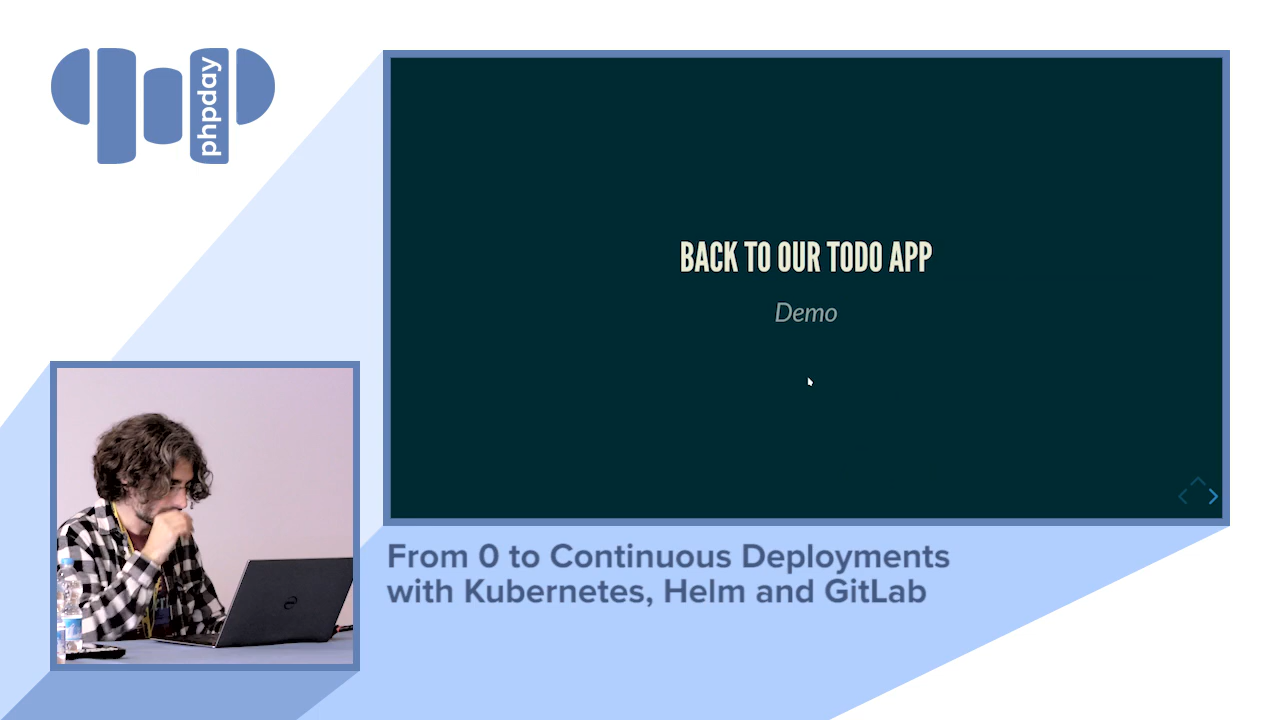 phpday
BACK TO OUR TODO APP
Demo
From 0 to Continuous Deployments
with Kubernetes, Helm and GitLab